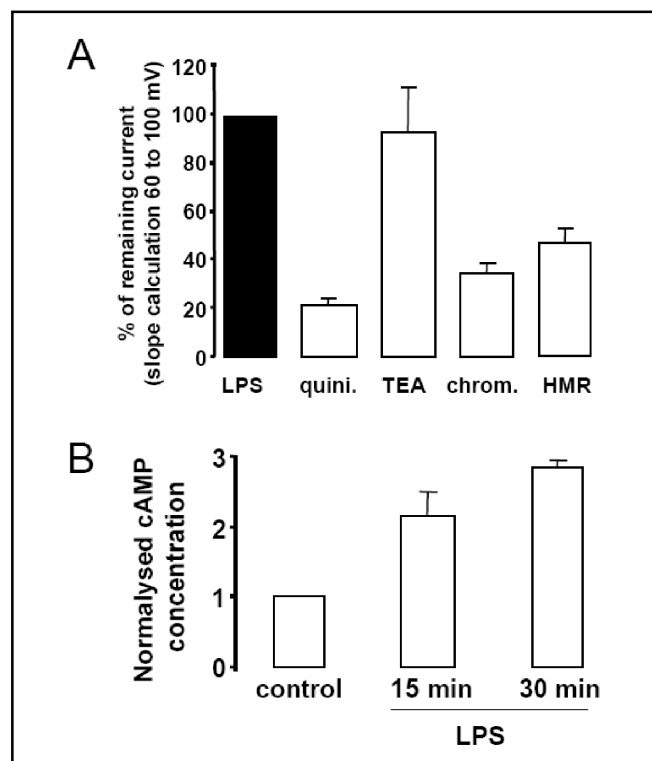 A
% of remaining current
(slope calculation 60 to 100 mV)
120
100
80
60
40
20
0
LPS quini. TEA chrom. HMR
B
Normalysed cAMP
concentration
3
2
1
0
control 15 min 30 min
LPS